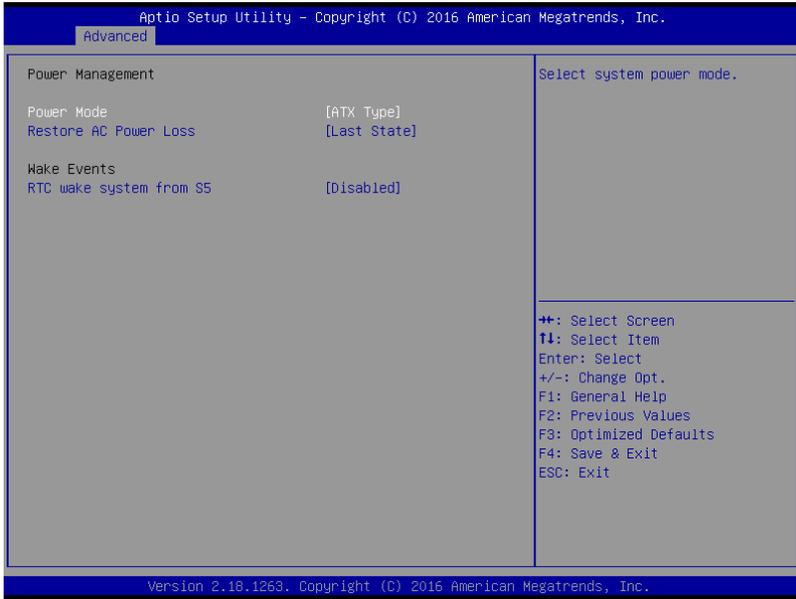 Aptio Setup Utility – Copyright (C) 2016 American Megatrends, Inc.
Advanced
Power Management
Power Mode [ATX Type]
Restore AC Power Loss [Last State]
Wake Events
RTC wake system from S5 [Disabled]
Select system power mode.
→←: Select Screen
↑↓: Select Item
Enter: Select
+/-: Change Opt.
F1: General Help
F2: Previous Values
F3: Optimized Defaults
F4: Save & Exit
ESC: Exit
Version 2.18.1263. Copyright (C) 2016 American Megatrends, Inc.